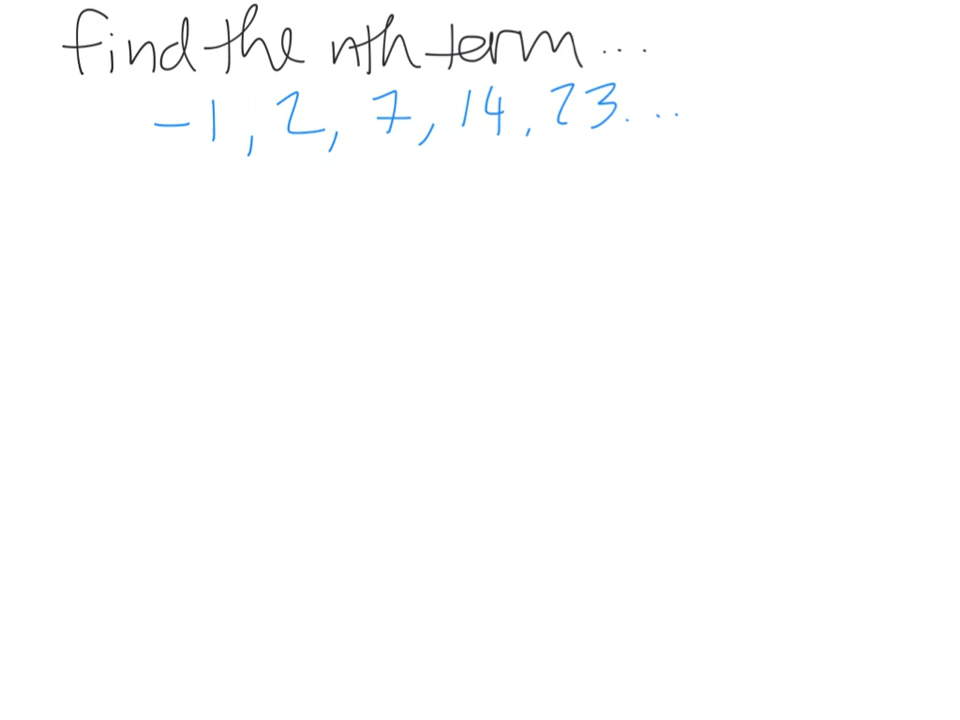 find the nth term...
-1, 2, 7, 14, 23...